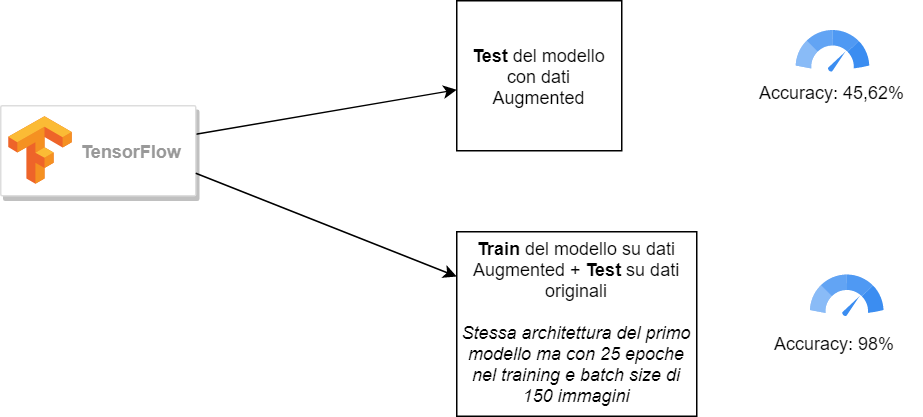 TensorFlow
Test del modello
con dati
Augmented
Accuracy: 45,62%
Train del modello su dati
Augmented + Test su dati
originali
Stessa architettura del primo
modello ma con 25 epoche
nel training e batch size di
150 immagini
Accuracy: 98%